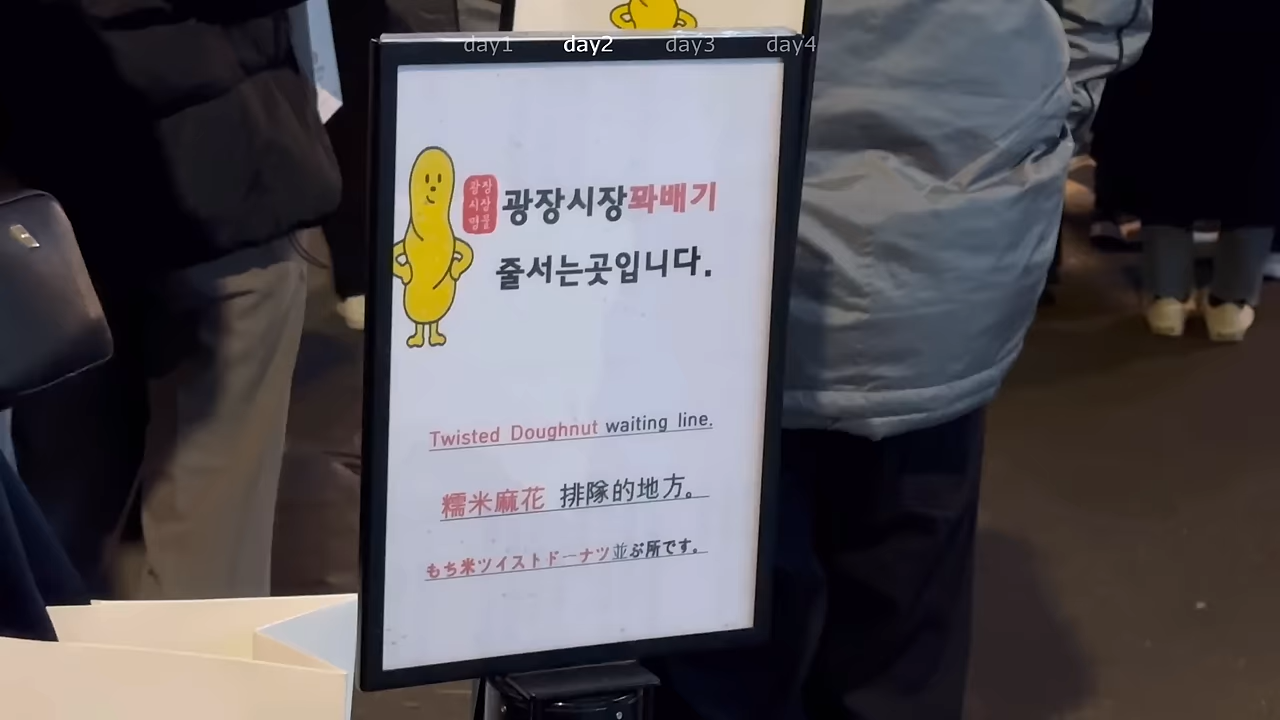 day1 day2 day3 day4
광장
시장
명물
광장시장꽈배기
줄서는곳입니다.
Twisted Doughnut waiting line.
糯米麻花 排隊的地方。
もち米ツイストドーナツ並ぶ所です。